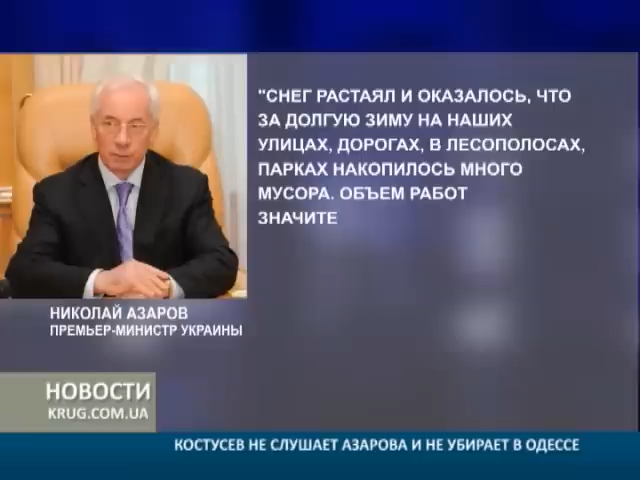 "СНЕГ РАСТАЯЛ И ОКАЗАЛОСЬ, ЧТО
ЗА ДОЛГУЮ ЗИМУ НА НАШИХ
УЛИЦАХ, ДОРОГАХ, В ЛЕСОПОЛОСАХ,
ПАРКАХ НАКОПИЛОСЬ МНОГО
МУСОРА. ОБЪЕМ РАБОТ
ЗНАЧИТЕ
НИКОЛАЙ АЗАРОВ
ПРЕМЬЕР-МИНИСТР УКРАИНЫ
НОВОСТИ
KRUG.COM.UA
КОСТУСЕВ НЕ СЛУШАЕТ АЗАРОВА И НЕ УБИРАЕТ В ОДЕССЕ